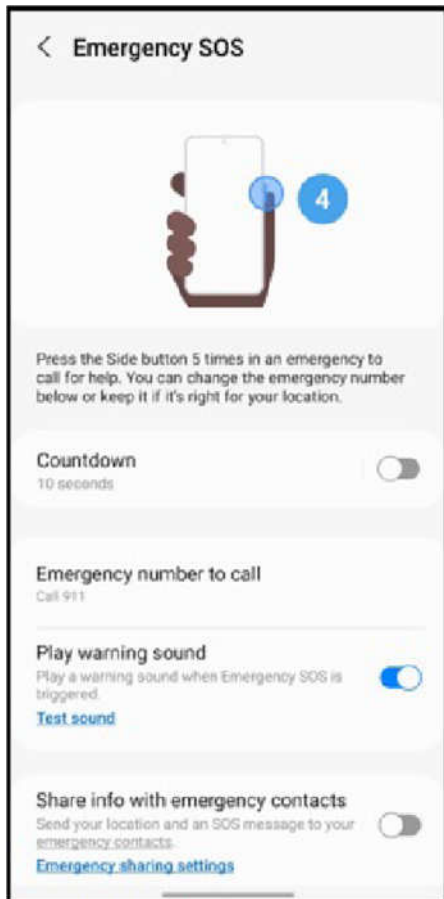 Emergency SOS
4
Press the Side button 5 times in an emergency to
call for help. You can change the emergency number
below or keep it if it's right for your location.
Countdown
10 seconds
Emergency number to call
Call 911
Play warning sound
Play a warning sound when Emergency SOS is
triggered.
Test sound
Share info with emergency contacts
Send your location and an SOS message to your
emergency contacts.
Emergency sharing settings